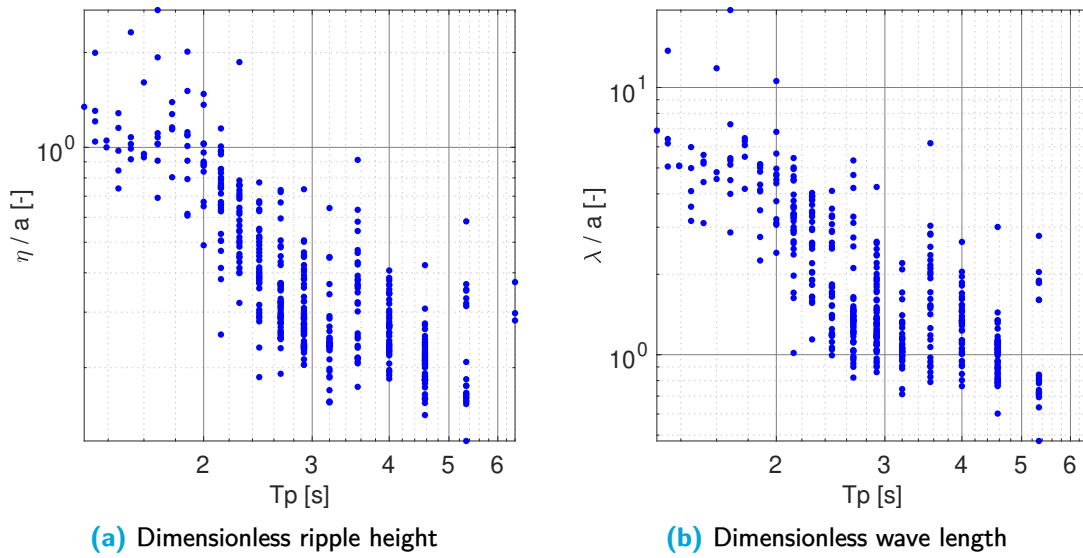 10^0
η / a [-]
2 3 4 5 6
Tp [s]
(a) Dimensionless ripple height
10^1
10^0
λ / a [-]
2 3 4 5 6
Tp [s]
(b) Dimensionless wave length